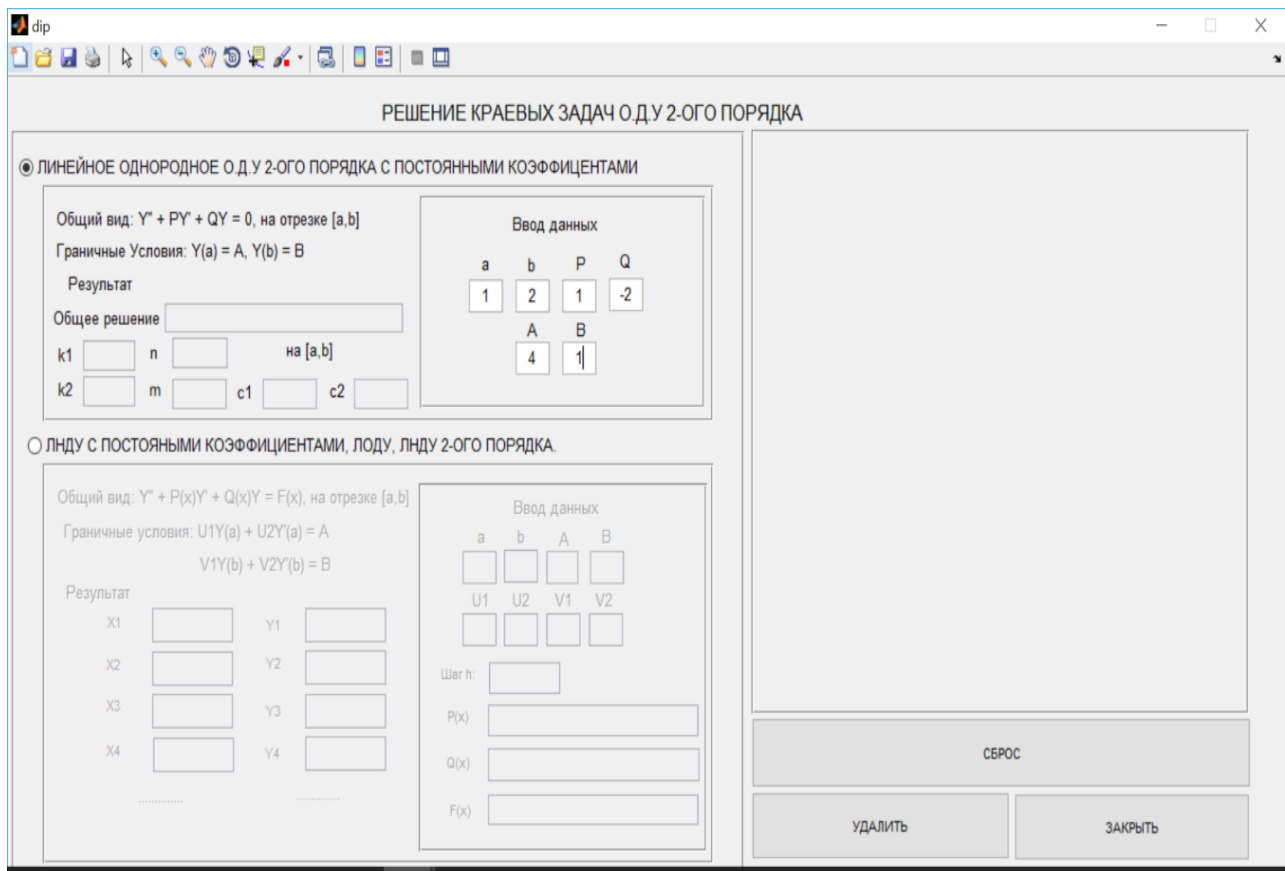 dip
РЕШЕНИЕ КРАЕВЫХ ЗАДАЧ О.Д.У 2-ОГО ПОРЯДКА
ЛИНЕЙНОЕ ОДНОРОДНОЕ О.Д.У 2-ОГО ПОРЯДКА С ПОСТОЯННЫМИ КОЭФФИЦЕНТАМИ
Общий вид: Y'' + PY' + QY = 0, на отрезке [a,b]
Граничные Условия: Y(a) = A, Y(b) = B
Результат
Общее решение
k1 n на [a,b]
k2 m c1 c2
Ввод данных
a b P Q
1 2 1 -2
A B
4 1
ЛНДУ С ПОСТОЯНЫМИ КОЭФФИЦИЕНТАМИ, ЛОДУ, ЛНДУ 2-ОГО ПОРЯДКА.
Общий вид: Y'' + P(x)Y' + Q(x)Y = F(x), на отрезке [a,b]
Граничные условия: U1Y(a) + U2Y'(a) = A
V1Y(b) + V2Y'(b) = B
Результат
X1 Y1
X2 Y2
X3 Y3
X4 Y4
............. .............
Ввод данных
a b A B
U1 U2 V1 V2
Шаг h:
P(x)
Q(x)
F(x)
СБРОС
УДАЛИТЬ ЗАКРЫТЬ